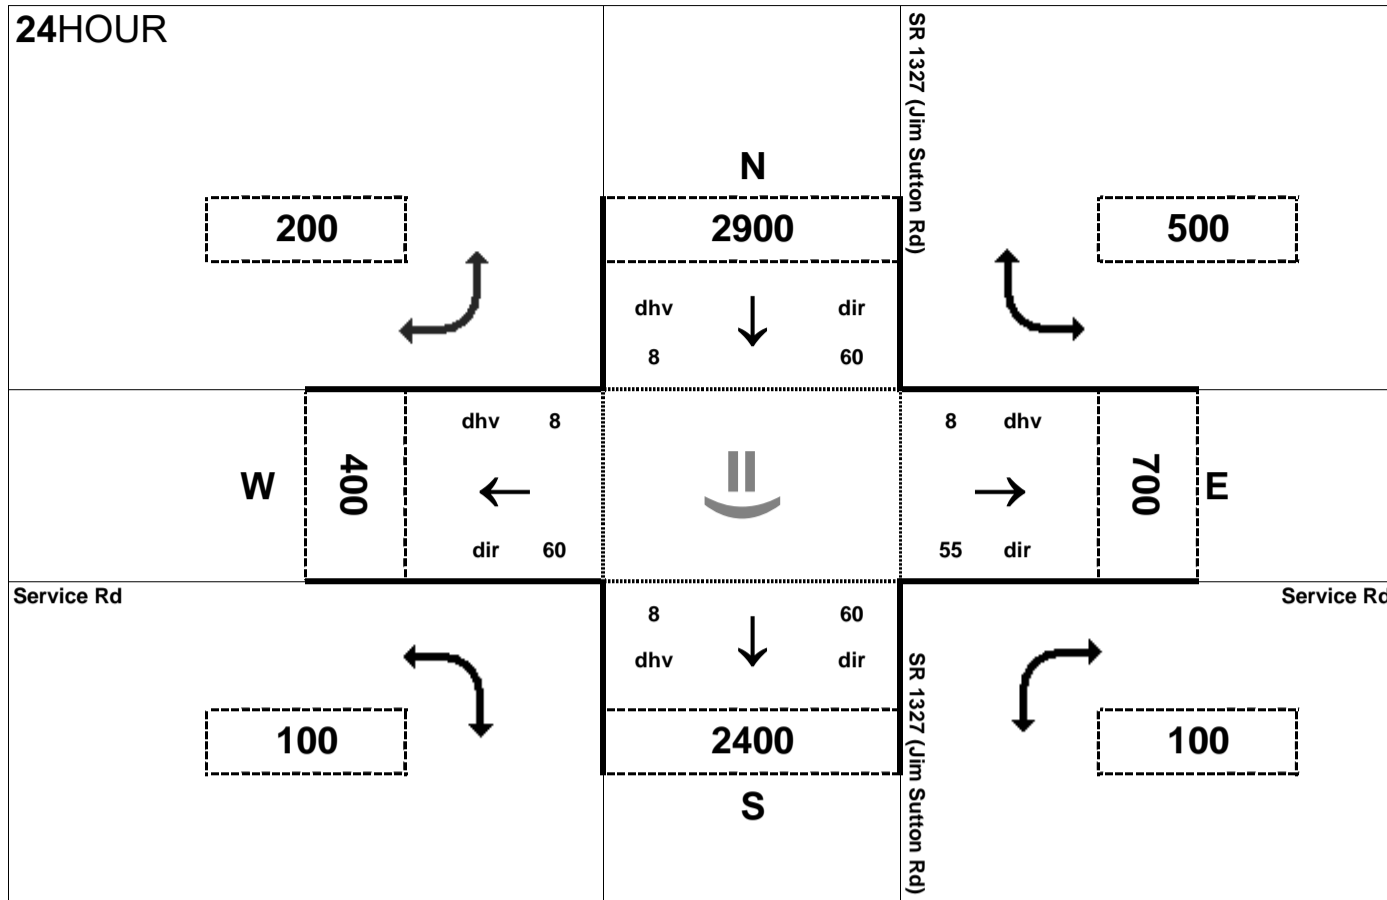 24HOUR
SR 1327 (Jim Sutton Rd)
N
200
2900
500
dhv
dir
8
60
dhv 8
8 dhv
W
400
700
E
dir 60
55 dir
Service Rd
8
60
Service Rd
dhv
dir
SR 1327 (Jim Sutton Rd)
100
2400
100
S